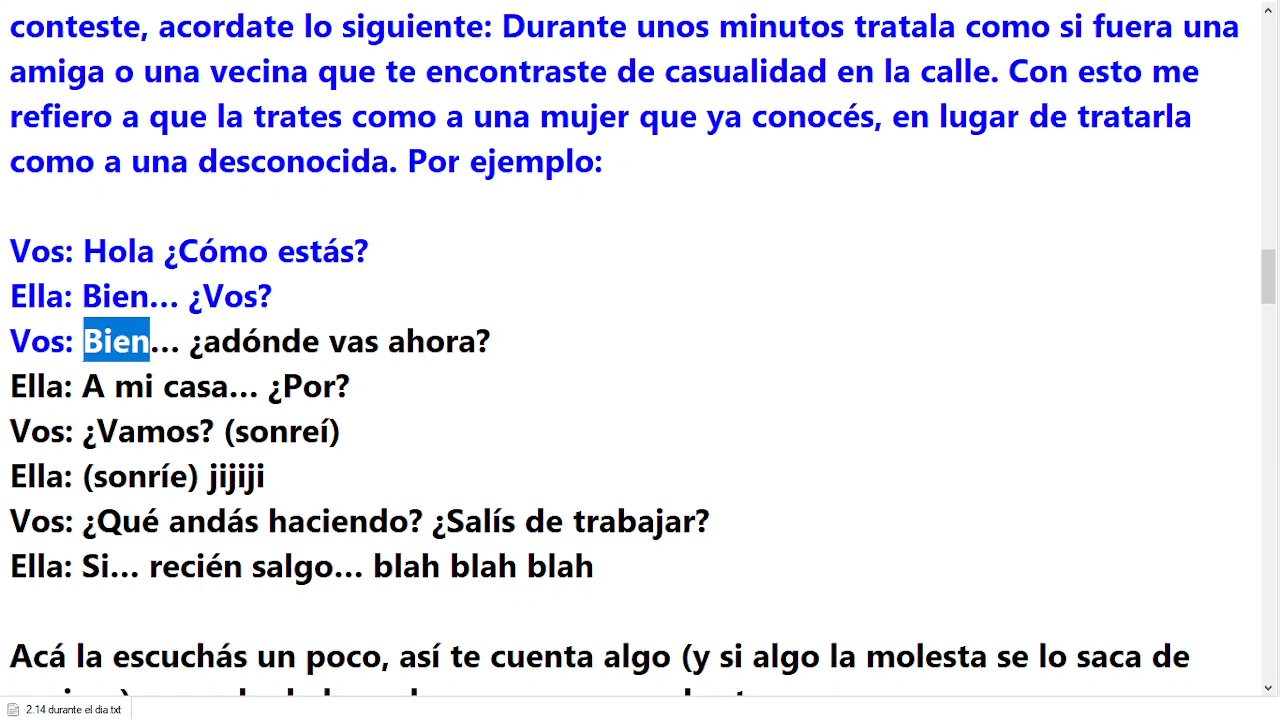 conteste, acordate lo siguiente: Durante unos minutos tratala como si fuera una
amiga o una vecina que te encontraste de casualidad en la calle. Con esto me
refiero a que la trates como a una mujer que ya conocés, en lugar de tratarla
como a una desconocida. Por ejemplo:
Vos: Hola ¿Cómo estás?
Ella: Bien... ¿Vos?
Vos: Bien... ¿adónde vas ahora?
Ella: A mi casa... ¿Por?
Vos: ¿Vamos? (sonreí)
Ella: (sonríe) jijiji
Vos: ¿Qué andás haciendo? ¿Salís de trabajar?
Ella: Si... recién salgo... blah blah blah
Acá la escuchás un poco, así te cuenta algo (y si algo la molesta se lo saca de
2.14 durante el dia.txt